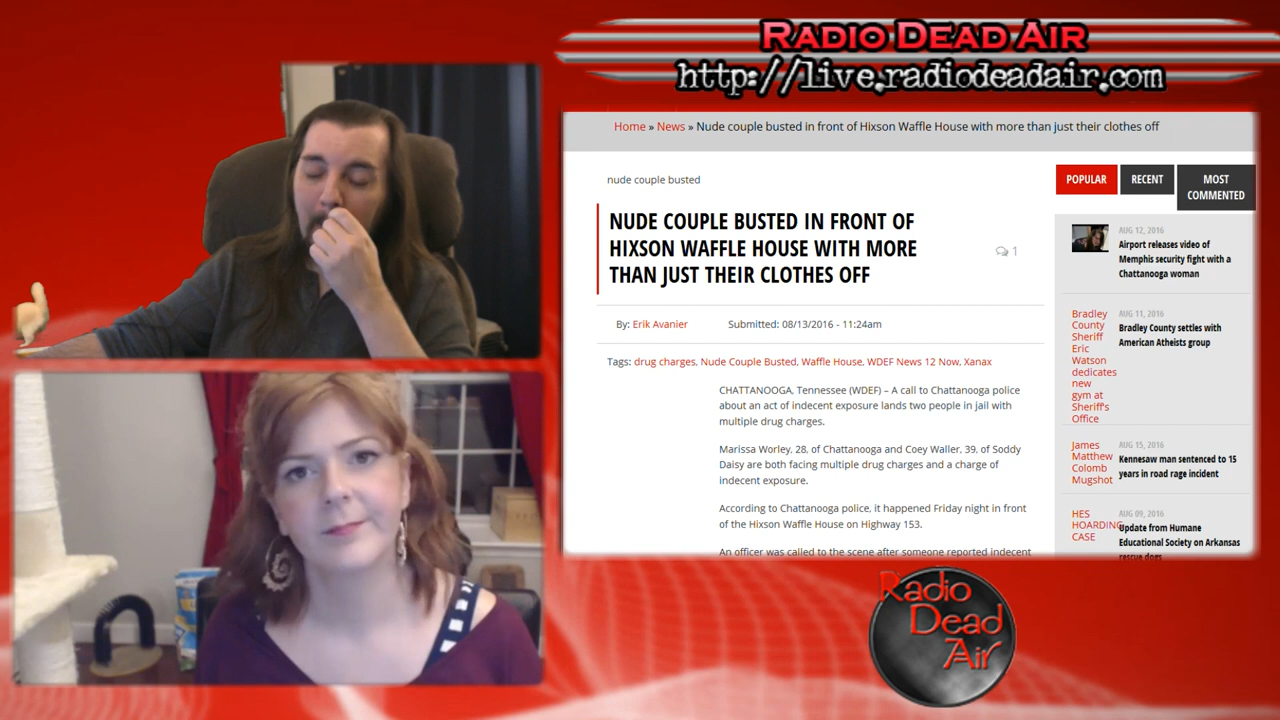 RADIO DEAD AIR
http://live.radiodeadair.com
Home » News » Nude couple busted in front of Hixson Waffle House with more than just their clothes off
nude couple busted
NUDE COUPLE BUSTED IN FRONT OF
HIXSON WAFFLE HOUSE WITH MORE
THAN JUST THEIR CLOTHES OFF
1
By: Erik Avanier
Submitted: 08/13/2016 - 11:24am
Tags: drug charges, Nude Couple Busted, Waffle House, WDEF News 12 Now, Xanax
CHATTANOOGA, Tennessee (WDEF) – A call to Chattanooga police
about an act of indecent exposure lands two people in jail with
multiple drug charges.
Marissa Worley, 28, of Chattanooga and Coey Waller, 39, of Soddy
Daisy are both facing multiple drug charges and a charge of
indecent exposure.
According to Chattanooga police, it happened Friday night in front
of the Hixson Waffle House on Highway 153.
An officer was called to the scene after someone reported indecent
POPULAR
RECENT
MOST
COMMENTED
AUG 12, 2016
Airport releases video of
Memphis security fight with a
Chattanooga woman
Bradley
County
Sheriff
Eric
Watson
dedicates
new
gym at
Sheriff's
Office
AUG 11, 2016
Bradley County settles with
American Atheists group
James
Matthew
Colomb
Mugshot
AUG 15, 2016
Kennesaw man sentenced to 15
years in road rage incident
HES
HOARDING
CASE
AUG 09, 2016
Update from Humane
Educational Society on Arkansas
rescue dogs
Radio
Dead
Air